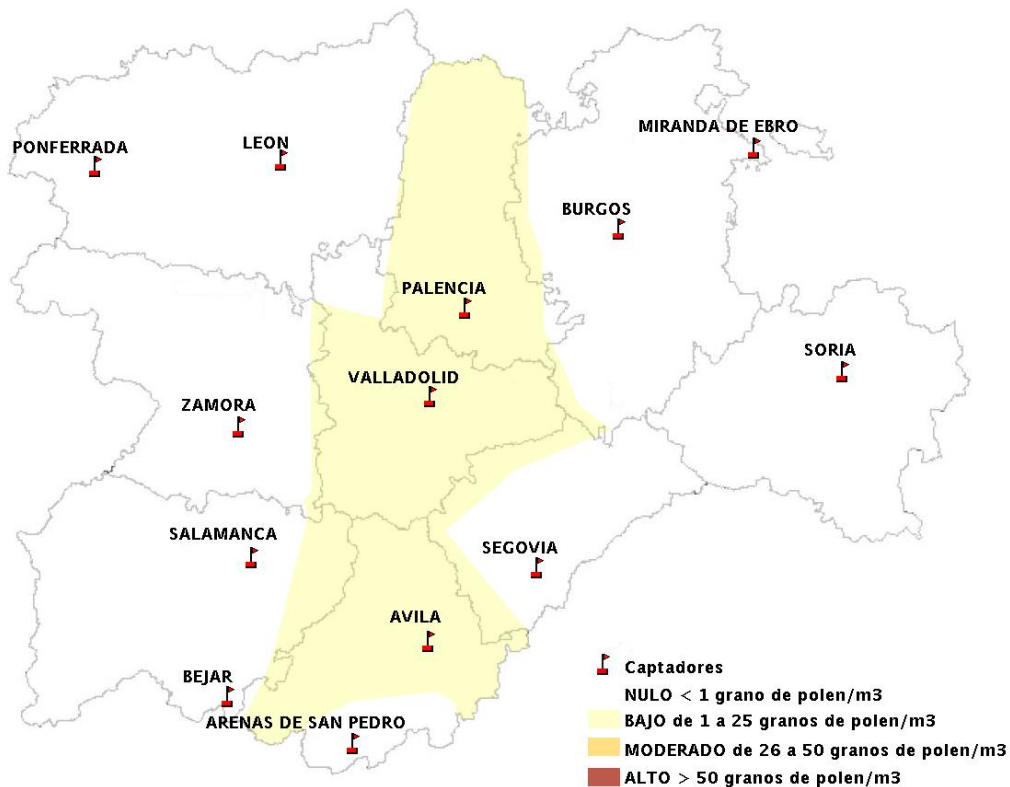 MIRANDA DE EBRO
PONFERRADA
LEON
BURGOS
PALENCIA
SORIA
VALLADOLID
ZAMORA
SALAMANCA
SEGOVIA
AVILA
BEJAR
ARENAS DE SAN PEDRO
Captadores
NULO < 1 grano de polen/m3
BAJO de 1 a 25 granos de polen/m3
MODERADO de 26 a 50 granos de polen/m3
ALTO > 50 granos de polen/m3